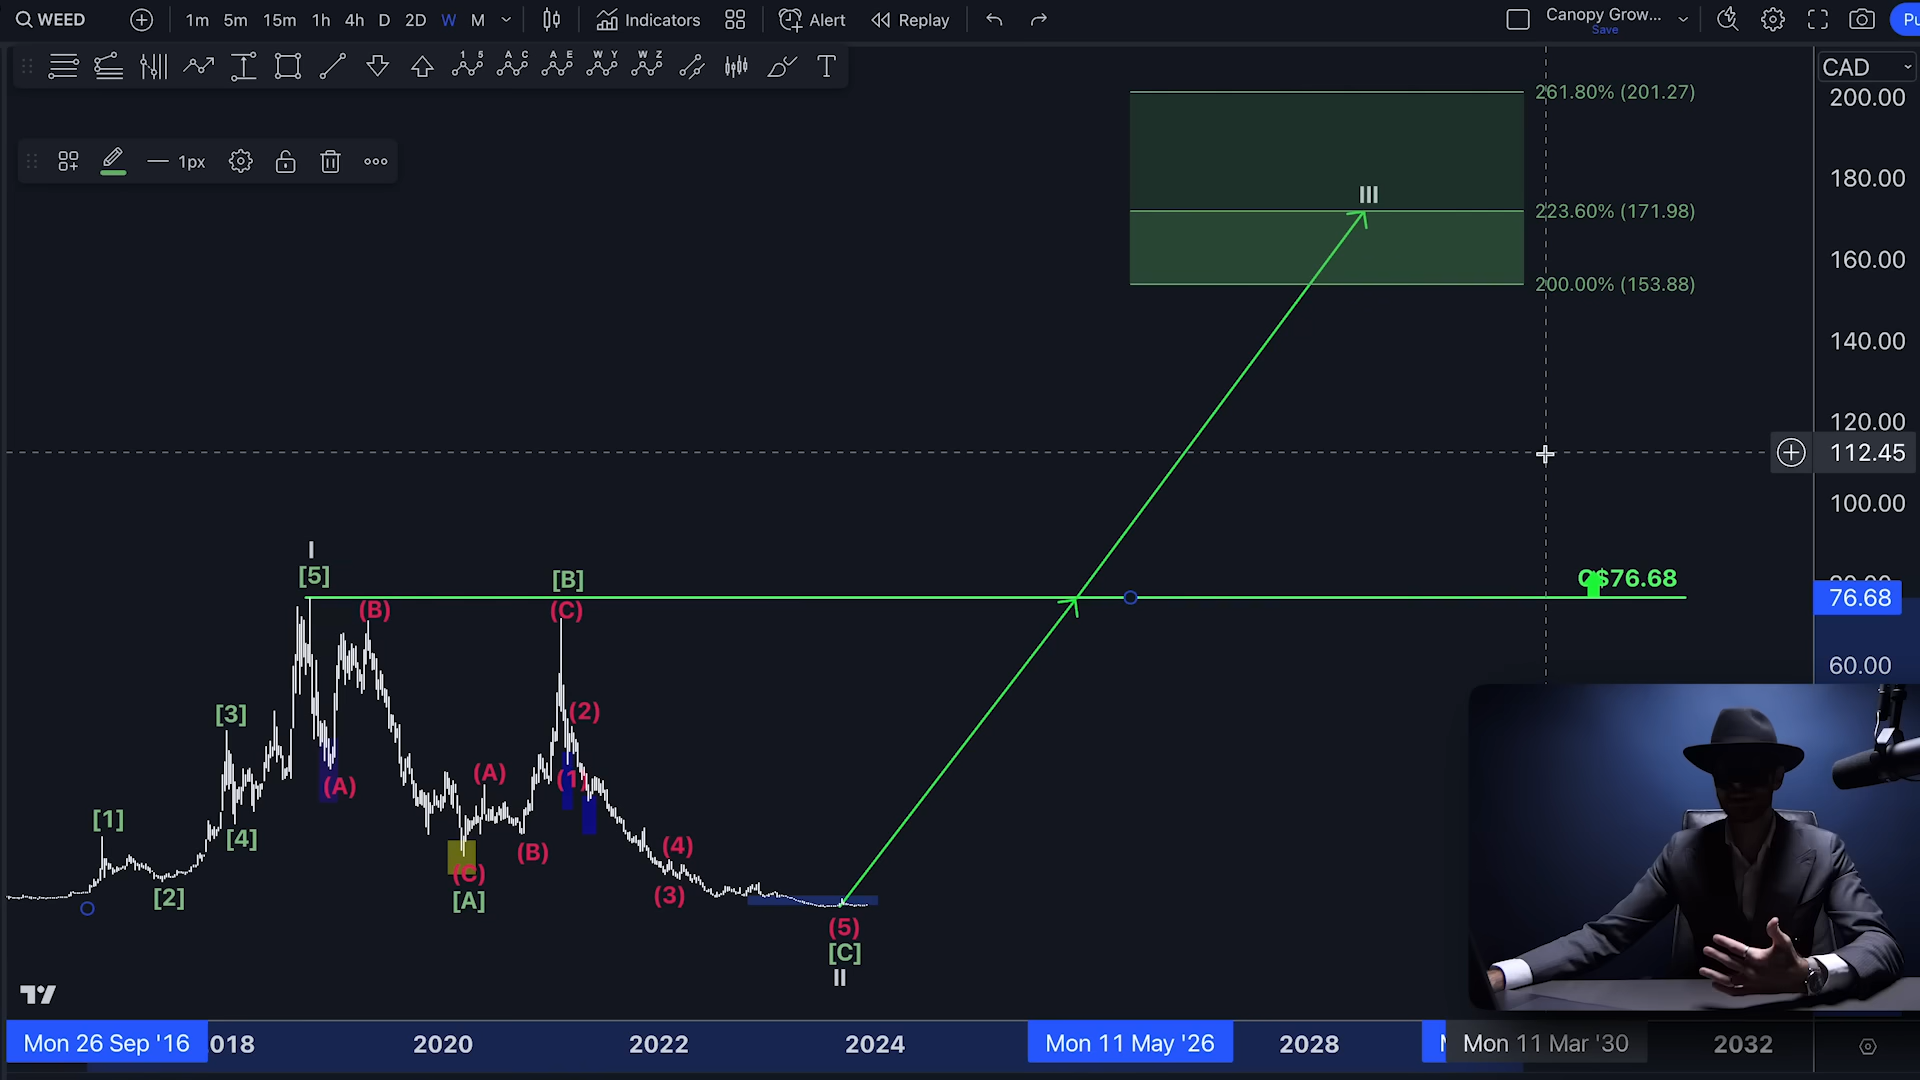 WEED
1m 5m 15m 1h 4h D 2D W M
Indicators
Alert
Replay
Canopy Grow...
Save
Pu
1 5
A C
A E
W Y
W Z
T
CAD
1px
261.80% (201.27)
200.00
180.00
III
223.60% (171.98)
160.00
200.00% (153.88)
140.00
120.00
112.45
100.00
I
[5]
[B]
C$76.68
76.68
(B)
(C)
60.00
[3]
(2)
(A)
(A)
(1)
[1]
[4]
(B)
(4)
(C)
[2]
[A]
(3)
(5)
[C]
II
Mon 26 Sep '16
018
2020
2022
2024
Mon 11 May '26
2028
Mon 11 Mar '30
2032